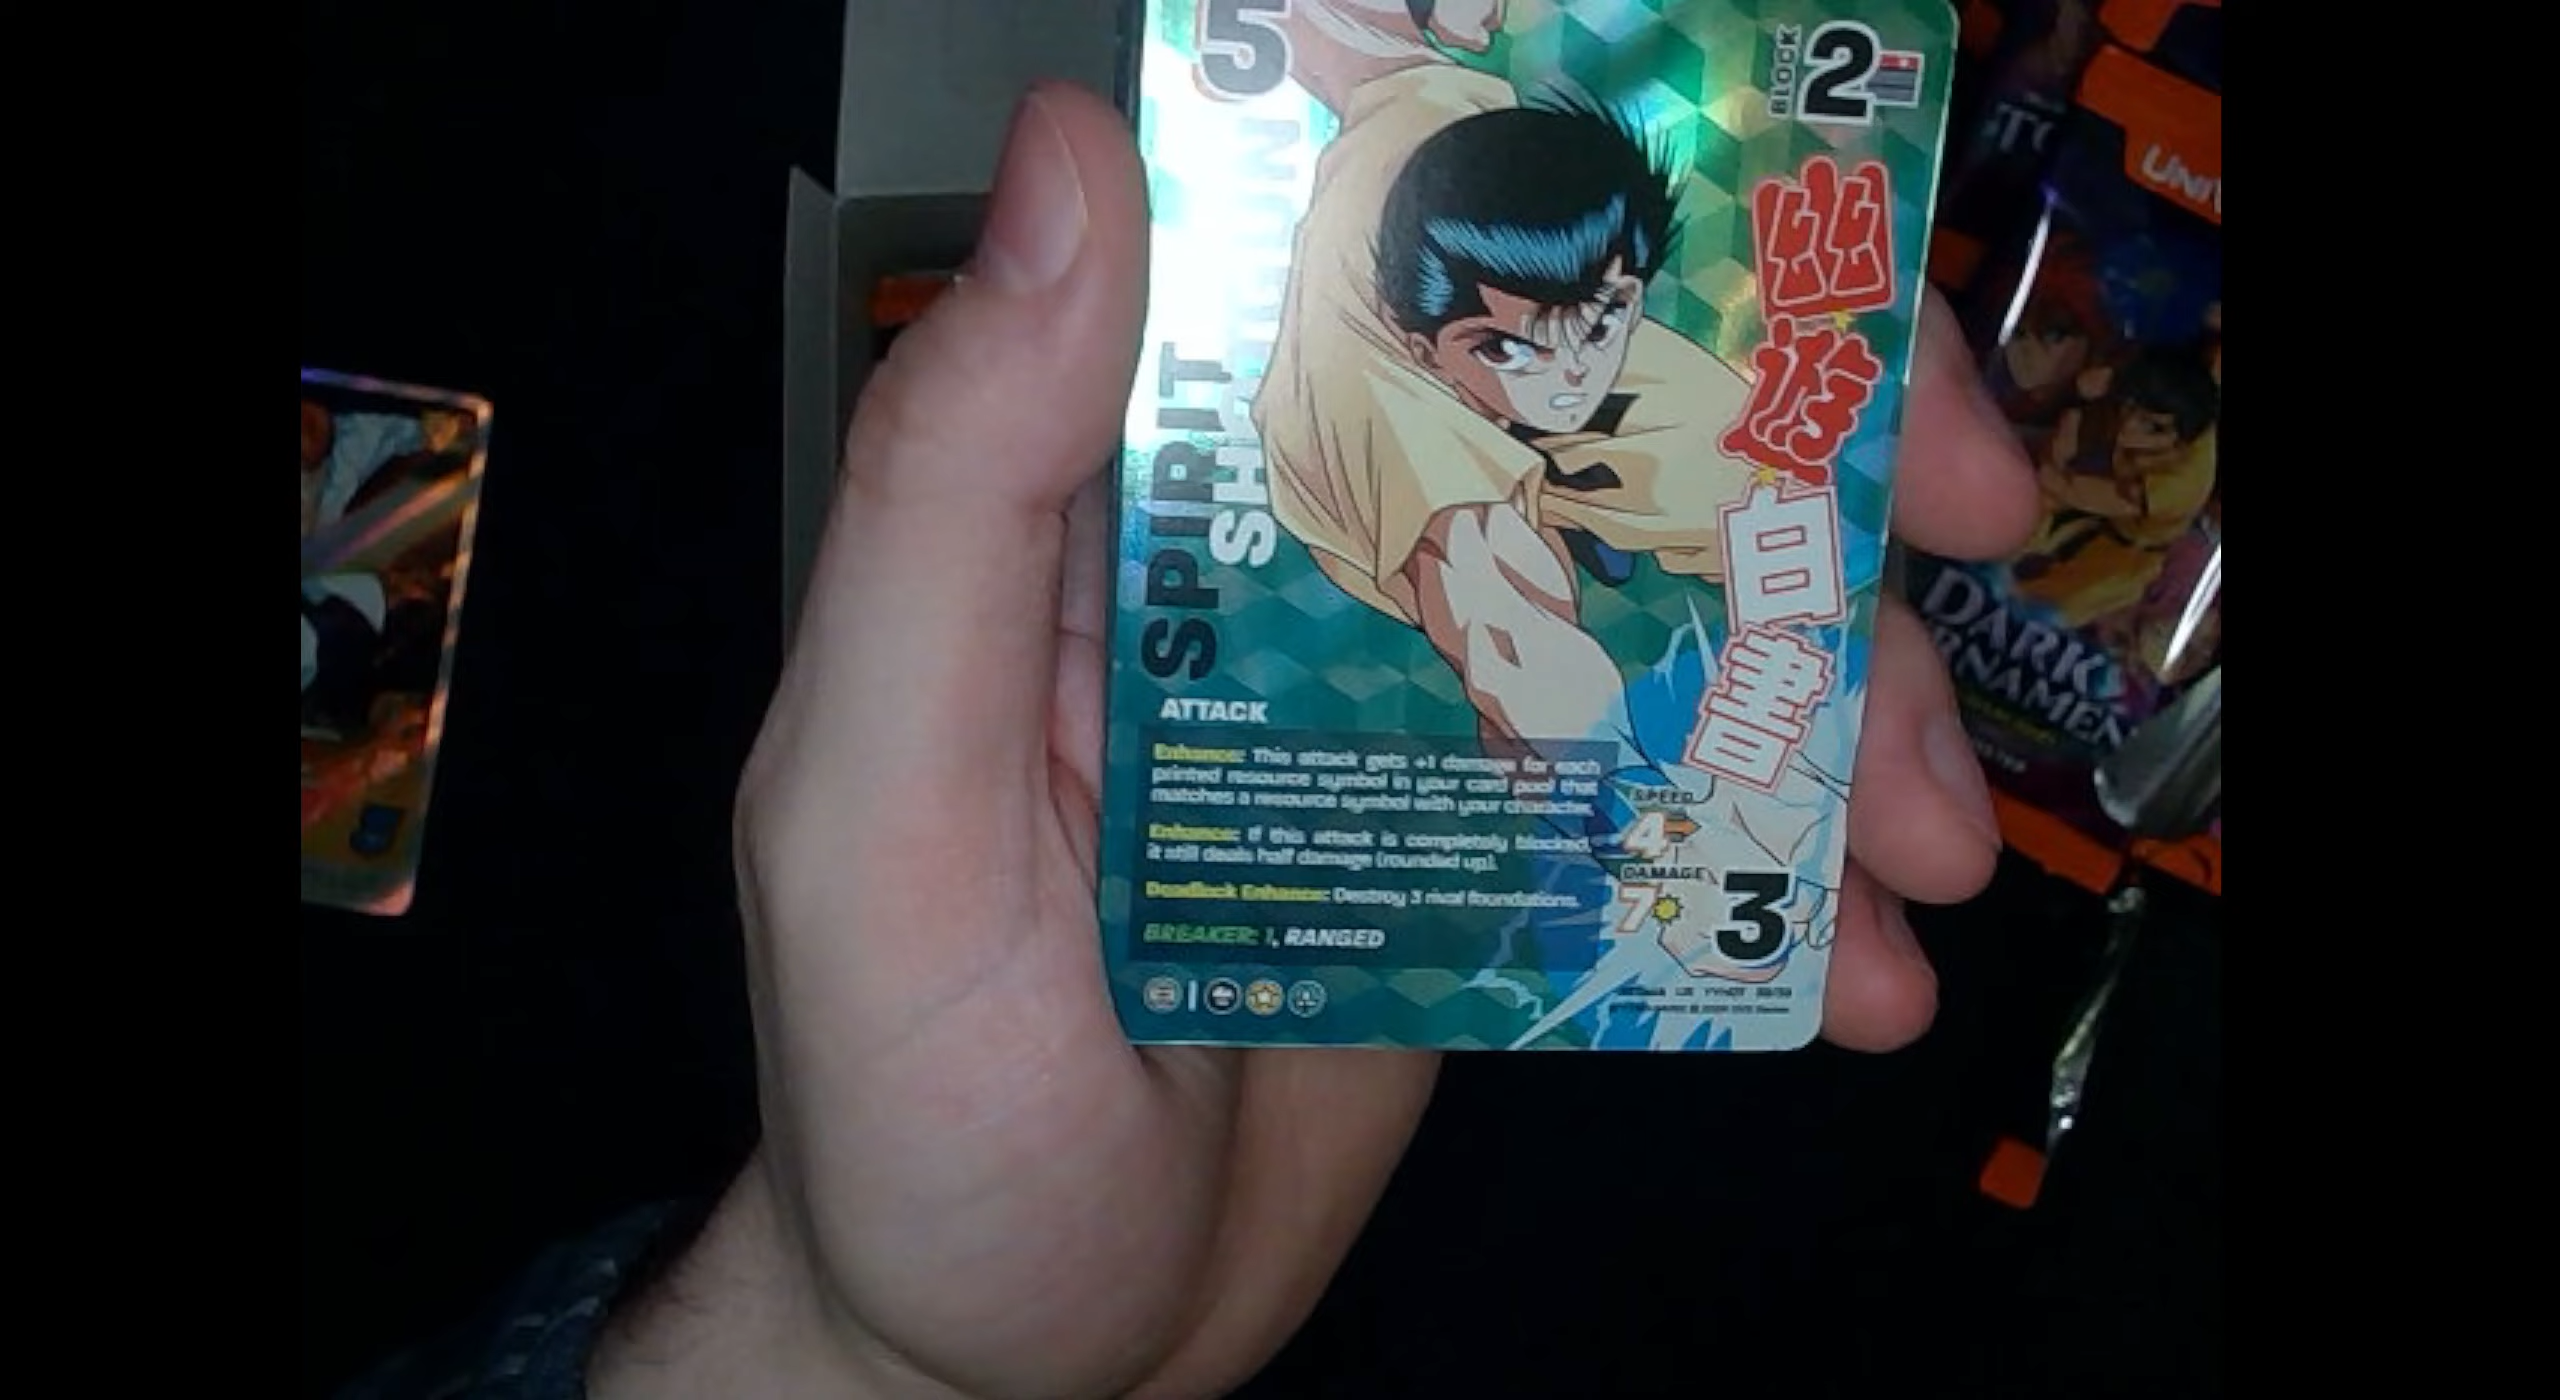 5
BLOCK
2
SPIRIT
SHOTGUN
幽遊白書
ATTACK
Enhance: This attack gets +1 damage for each
printed resource symbol in your card pool that
matches a resource symbol with your character.
Enhance: If this attack is completely blocked,
it still deals half damage (rounded up).
Deadlock Enhance: Destroy 3 rival foundations.
BREAKER: 1, RANGED
SPEED
4
DAMAGE
7
3
UNI
DARK